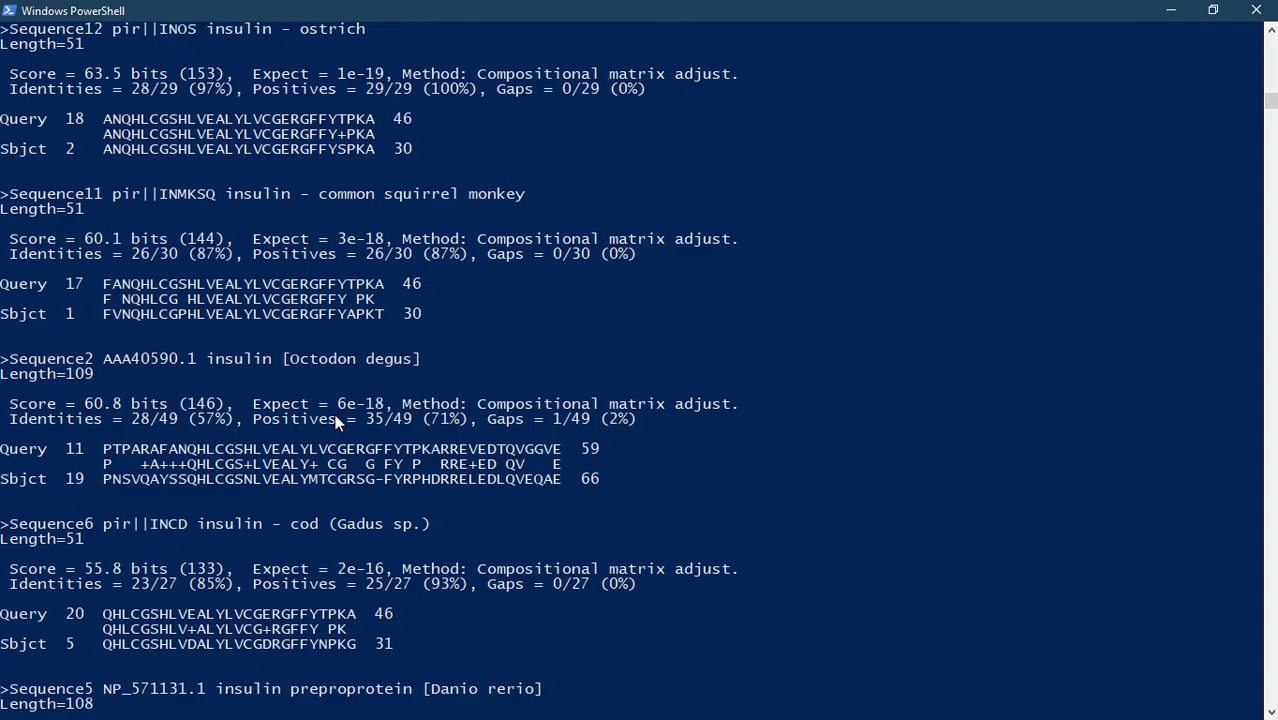 Windows PowerShell
>Sequence12 pir||INOS insulin - ostrich
Length=51
Score = 63.5 bits (153),  Expect = 1e-19, Method: Compositional matrix adjust.
Identities = 28/29 (97%), Positives = 29/29 (100%), Gaps = 0/29 (0%)
Query  18  ANQHLCGSHLVEALYLVCGERGFFYTPKA  46
           ANQHLCGSHLVEALYLVCGERGFFY+PKA
Sbjct  2   ANQHLCGSHLVEALYLVCGERGFFYSPKA  30
>Sequence11 pir||INMKSQ insulin - common squirrel monkey
Length=51
Score = 60.1 bits (144),  Expect = 3e-18, Method: Compositional matrix adjust.
Identities = 26/30 (87%), Positives = 26/30 (87%), Gaps = 0/30 (0%)
Query  17  FANQHLCGSHLVEALYLVCGERGFFYTPKA  46
           F NQHLCG HLVEALYLVCGERGFFY PK
Sbjct  1   FVNQHLCGPHLVEALYLVCGERGFFYAPKT  30
>Sequence2 AAA40590.1 insulin [Octodon degus]
Length=109
Score = 60.8 bits (146),  Expect = 6e-18, Method: Compositional matrix adjust.
Identities = 28/49 (57%), Positives = 35/49 (71%), Gaps = 1/49 (2%)
Query  11  PTPARAFANQHLCGSHLVEALYLVCGERGFFYTPKARREVEDTQVGGVE  59
           P   +A+++QHLCGS+LVEALY+ CG  G FY P  RRE+ED QV   E
Sbjct  19  PNSVQAYSSQHLCGSNLVEALYMTCGRSG-FYRPHDRRELEDLQVEQAE  66
>Sequence6 pir||INCD insulin - cod (Gadus sp.)
Length=51
Score = 55.8 bits (133),  Expect = 2e-16, Method: Compositional matrix adjust.
Identities = 23/27 (85%), Positives = 25/27 (93%), Gaps = 0/27 (0%)
Query  20  QHLCGSHLVEALYLVCGERGFFYTPKA  46
           QHLCGSHLV+ALYLVCG+RGFFY PK
Sbjct  5   QHLCGSHLVDALYLVCGDRGFFYNPKG  31
>Sequence5 NP_571131.1 insulin preproprotein [Danio rerio]
Length=108